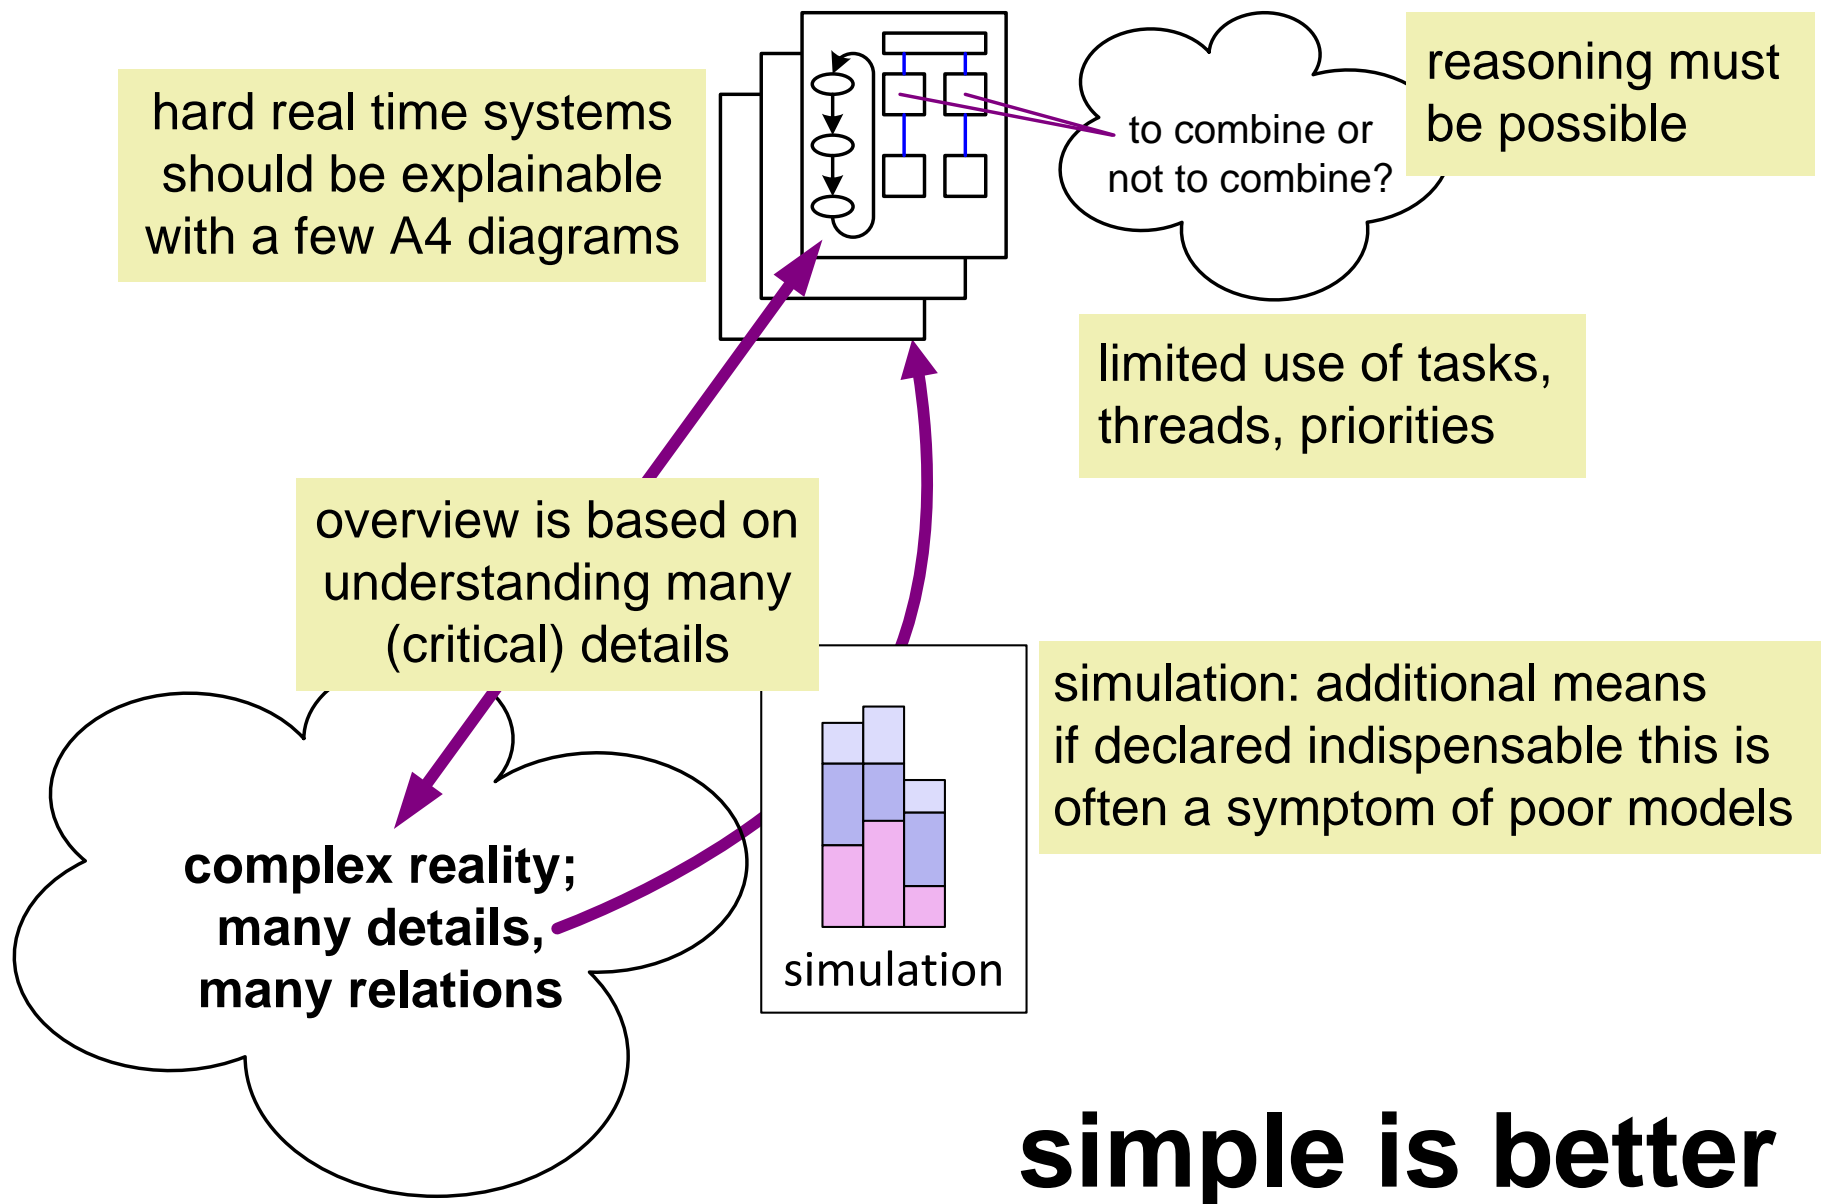 hard real time systems
should be explainable
with a few A4 diagrams
to combine or
not to combine?
reasoning must
be possible
limited use of tasks,
threads, priorities
overview is based on
understanding many
(critical) details
simulation: additional means
if declared indispensable this is
often a symptom of poor models
complex reality;
many details,
many relations
simulation
simple is better